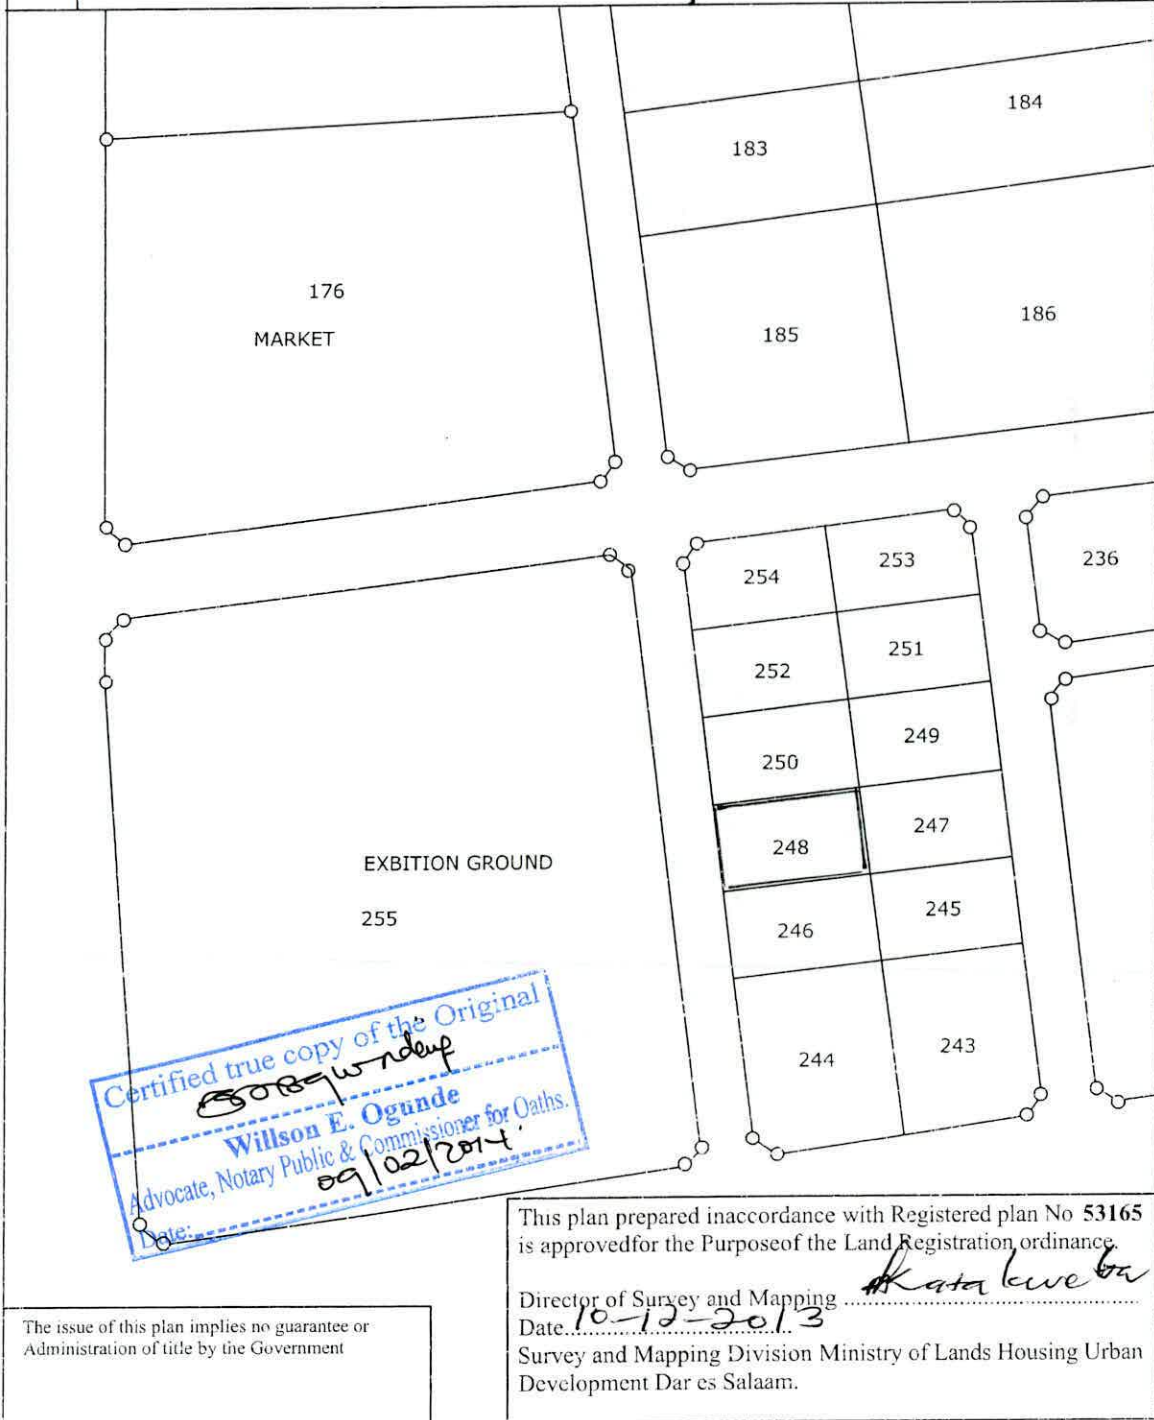 184
183
176
MARKET
186
185
254
253
236
252
251
250
249
248
247
246
245
244
243
EXBITION GROUND
255
Certified true copy of the Original
Willson E. Ogunde
Advocate, Notary Public & Commissioner for Oaths.
09/02/2014
Date:
This plan prepared inaccordance with Registered plan No 53165
is approvedfor the Purposeof the Land Registration ordinance.
Director of Survey and Mapping
Date 10-12-2013
Survey and Mapping Division Ministry of Lands Housing Urban
Development Dar es Salaam.
The issue of this plan implies no guarantee or
Administration of title by the Government